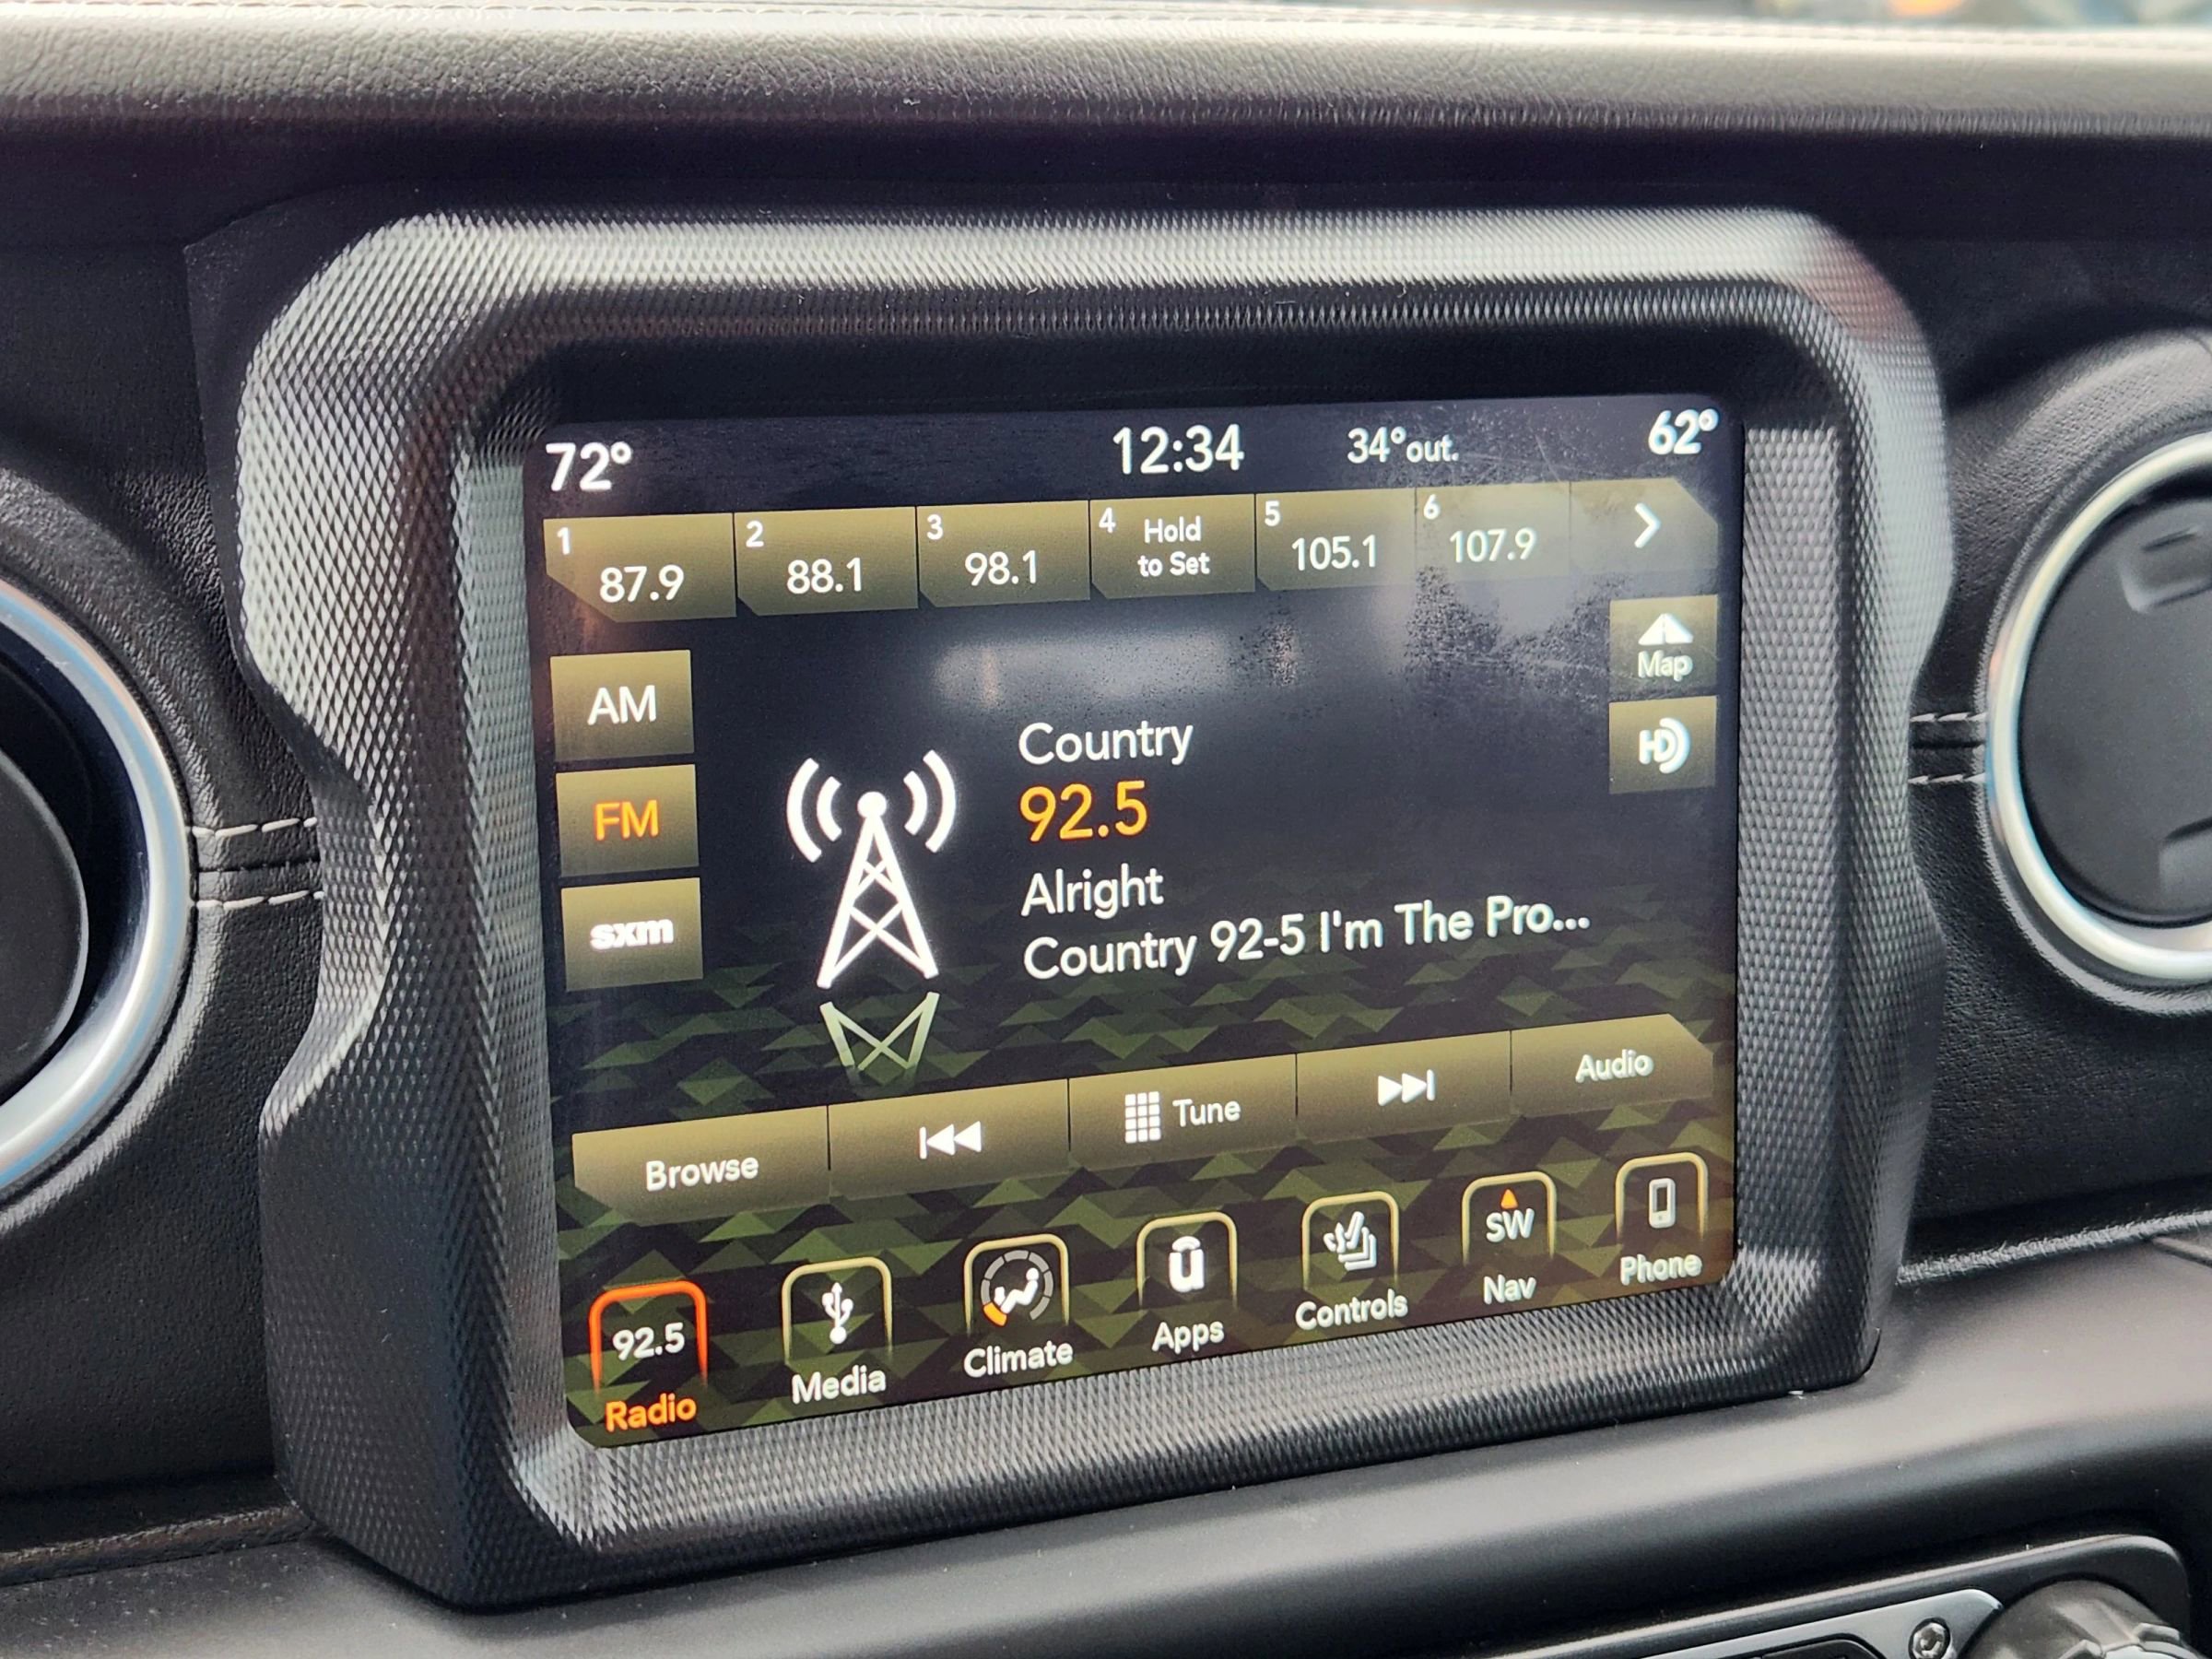 72° 12:34 34° out. 62°
1 2 3 4 Hold to Set 5 6
87.9 88.1 98.1 105.1 107.9
Map
AM
HD
Country
FM
92.5
Alright
sxm
Country 92-5 I'm The Pro...
Browse Tune Audio
92.5 u SW
Radio Media Climate Apps Controls Nav Phone